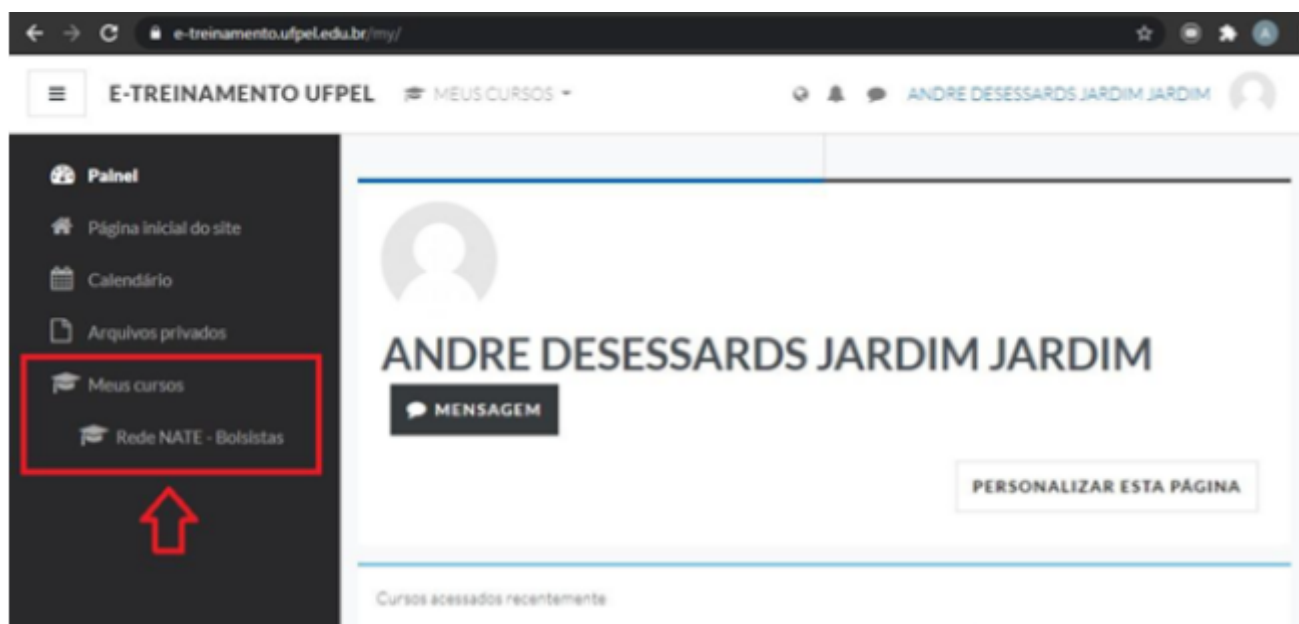 e-treinamento.ufpel.edu.br/my/
E-TREINAMENTO UFPEL MEUS CURSOS ANDRE DESESSARDS JARDIM JARDIM
Painel
Página inicial do site
Calendário
Arquivos privados
Meus cursos
Rede NATE - Bolsistas
ANDRE DESESSARDS JARDIM JARDIM
MENSAGEM
PERSONALIZAR ESTA PÁGINA
Cursos acessados recentemente